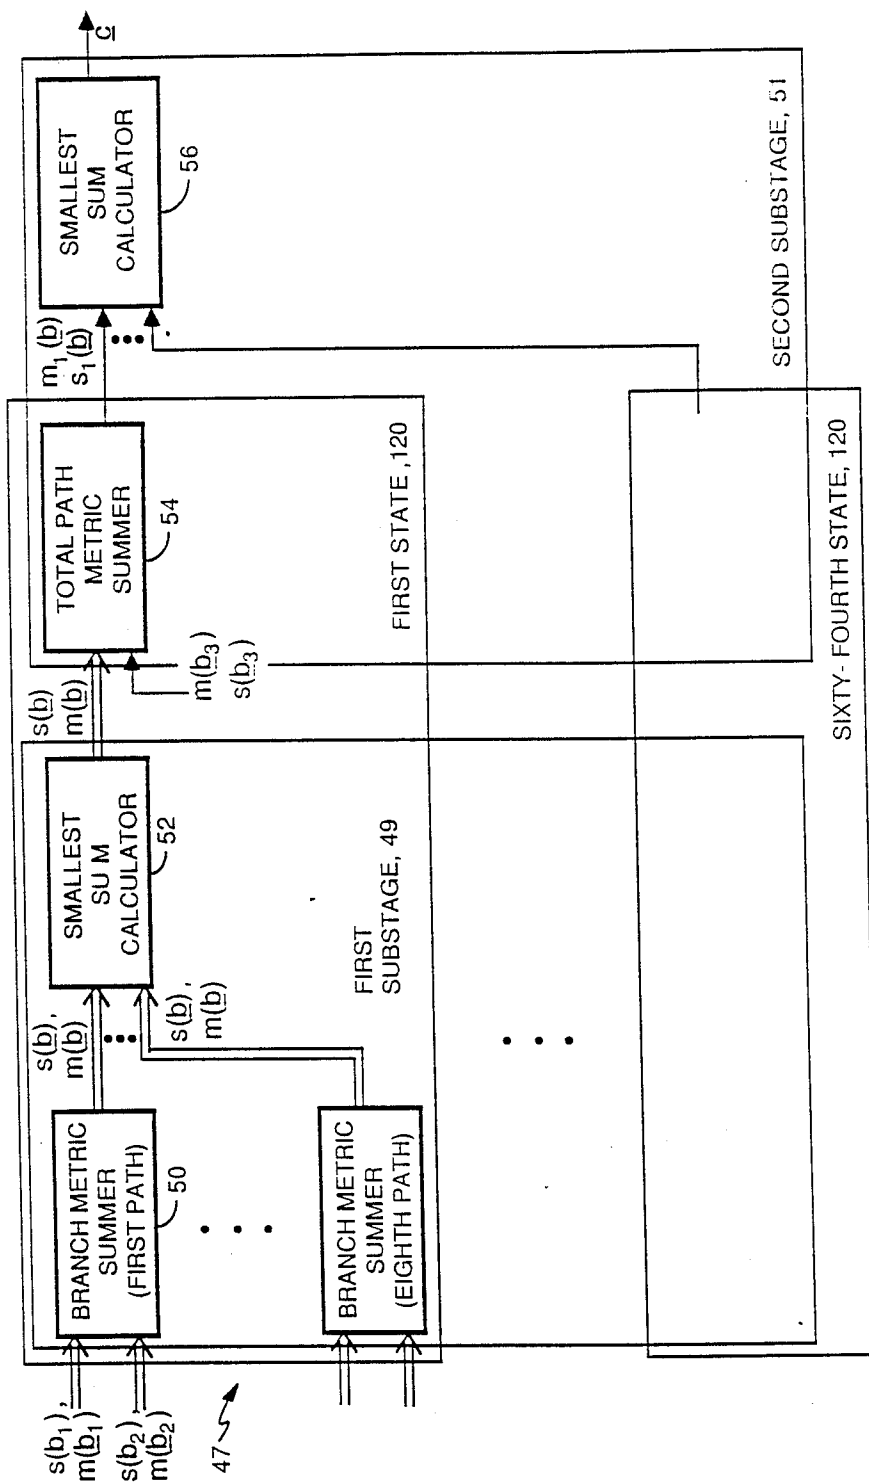 s(b1),
m(b1)
s(b2),
m(b2)
47
BRANCH METRIC
SUMMER
(FIRST PATH)
50
BRANCH METRIC
SUMMER
(EIGHTH PATH)
s(b),
m(b)
s(b),
m(b)
SMALLEST
SU M
CALCULATOR
52
FIRST
SUBSTAGE, 49
s(b)
m(b)
m(b3)
s(b3)
TOTAL PATH
METRIC
SUMMER
54
FIRST STATE ,120
m1(b)
s1(b)
SMALLEST
SUM
CALCULATOR
56
c
SECOND SUBSTAGE, 51
SIXTY- FOURTH STATE, 120